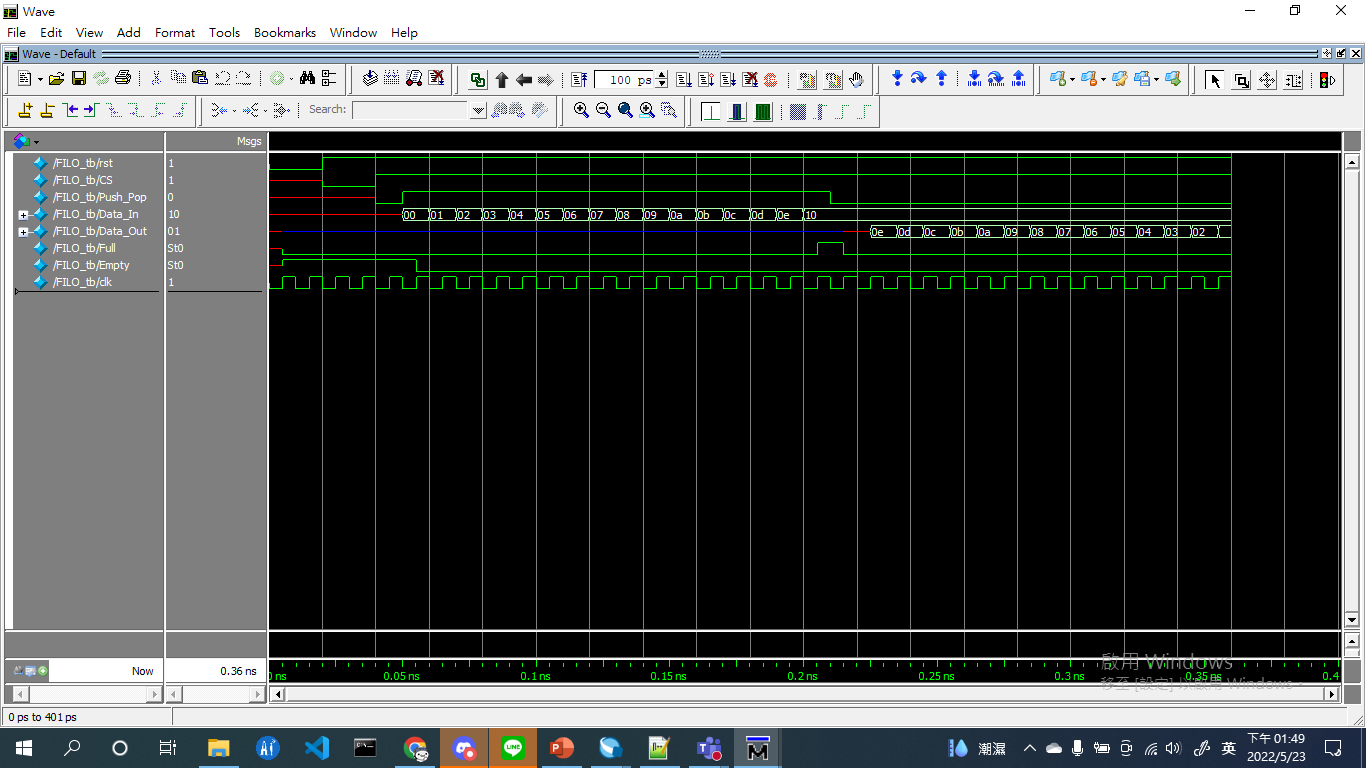 Wave
File Edit View Add Format Tools Bookmarks Window Help
Wave - Default
100 ps
Search:
Msgs
/FILO_tb/rst 1
/FILO_tb/CS 1
/FILO_tb/Push_Pop 0
/FILO_tb/Data_In 10 00 01 02 03 04 05 06 07 08 09 0a 0b 0c 0d 0e 10
/FILO_tb/Data_Out 01 0e 0d 0c 0b 0a 09 08 07 06 05 04 03 02
/FILO_tb/Full St0
/FILO_tb/Empty St0
/FILO_tb/clk 1
啟用 Windows
移至 [設定] 以啟用 Windows。
Now 0.36 ns
0.05 ns 0.1 ns 0.15 ns 0.2 ns 0.25 ns 0.3 ns 0.35 ns
0 ps to 401 ps
潮濕 英 下午 01:49
2022/5/23